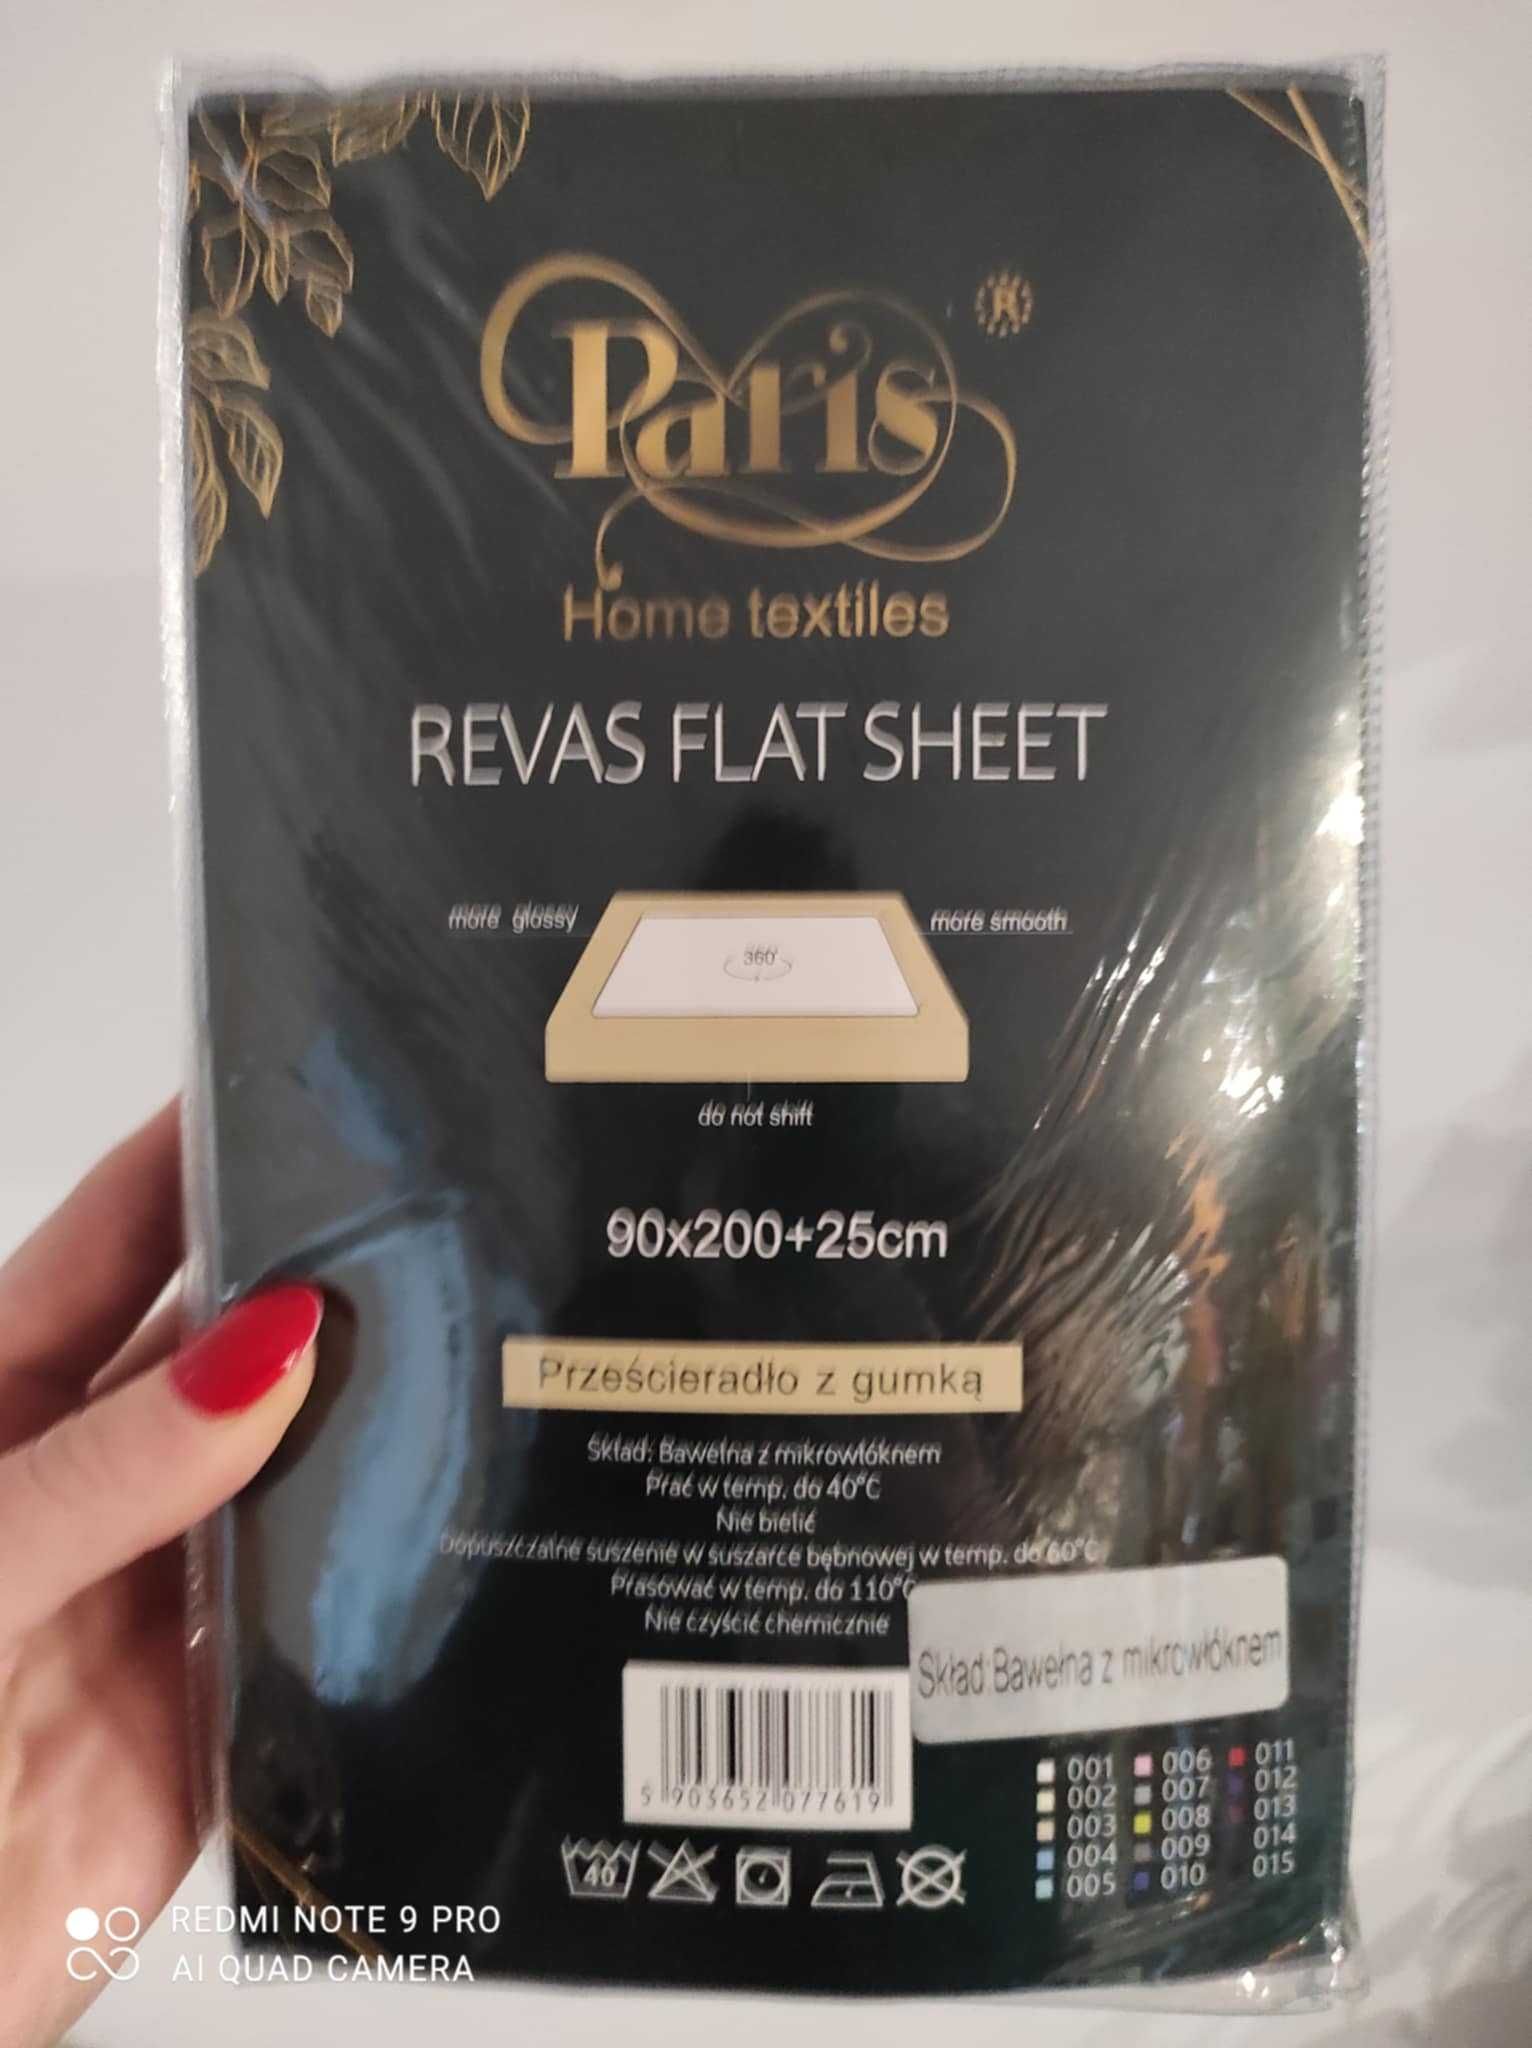 Paris
R
Home textiles
REVAS FLAT SHEET
more glossy
more smooth
360°
do not shift
90x200+25cm
Prześcieradło z gumką
Skład: Bawełna z mikrowłóknem
Prać w temp. do 40°C
Nie bielić
Dopuszczalne suszenie w suszarce bębnowej w temp. do 60°C
Prasować w temp. do 110°C
Nie czyścić chemicznie
Skład:Bawełna z mikrowłóknem
5 903652 077619
40
001 006 011
002 007 012
003 008 013
004 009 014
005 010 015
REDMI NOTE 9 PRO
AI QUAD CAMERA